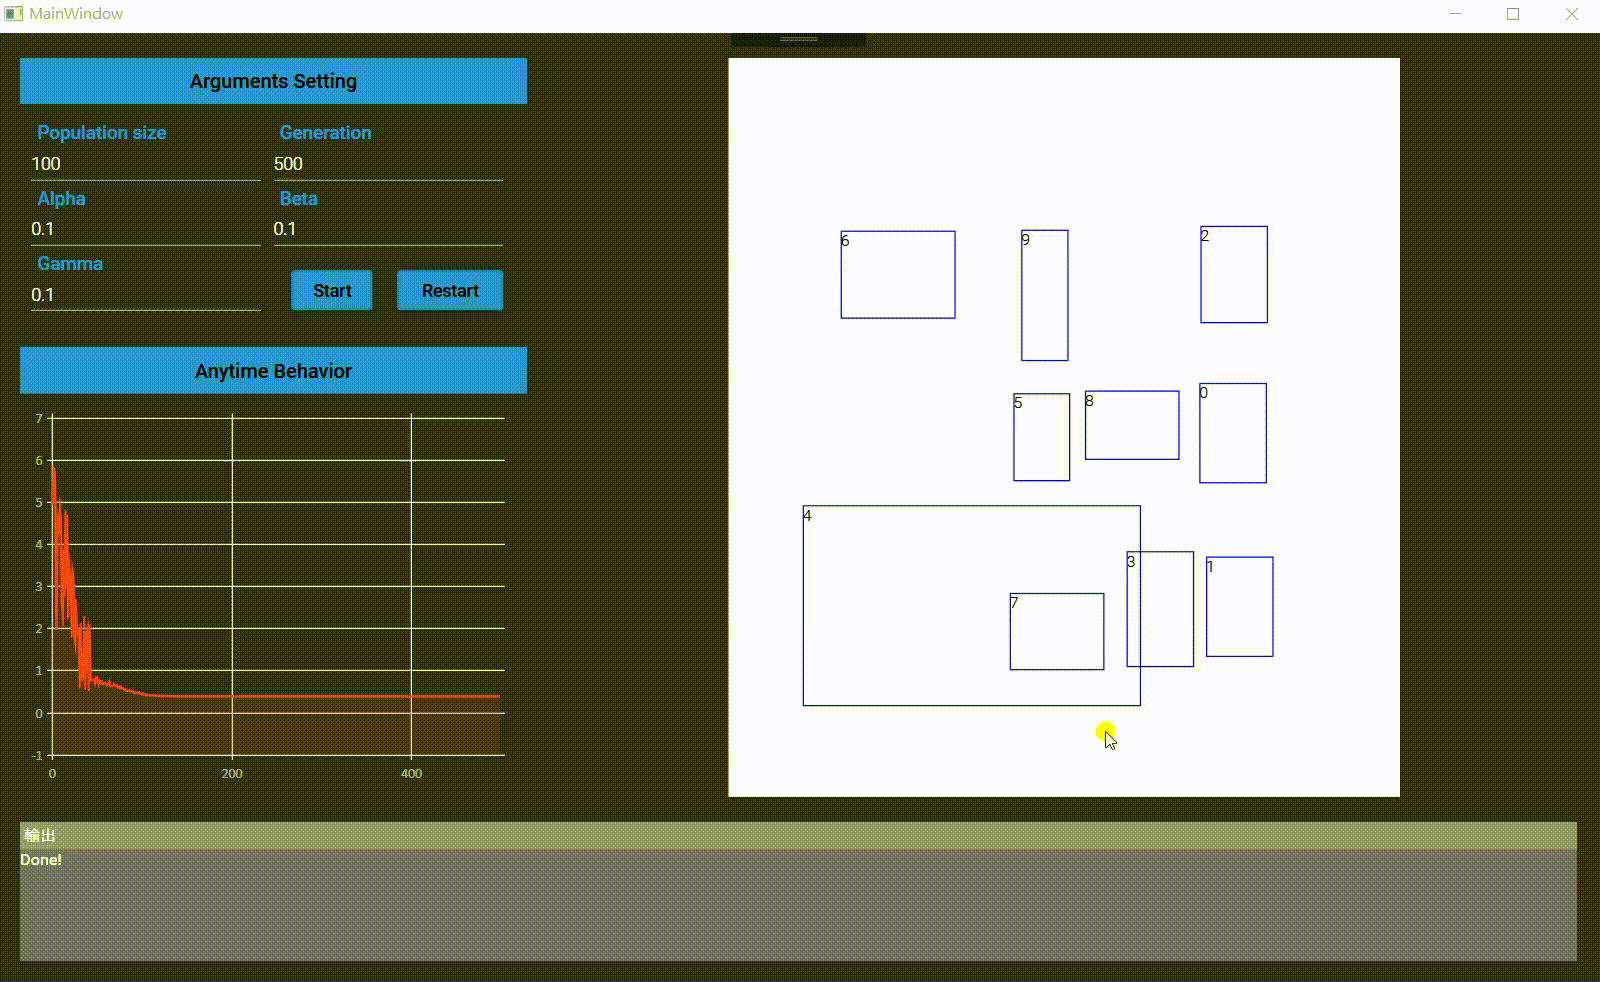 MainWindow
Arguments Setting
Population size
Generation
100
500
Alpha
Beta
0.1
0.1
Gamma
0.1
Start
Restart
Anytime Behavior
7
6
5
4
3
2
1
0
-1
0
200
400
6
9
2
5
8
0
4
3
1
7
輸出
Done!